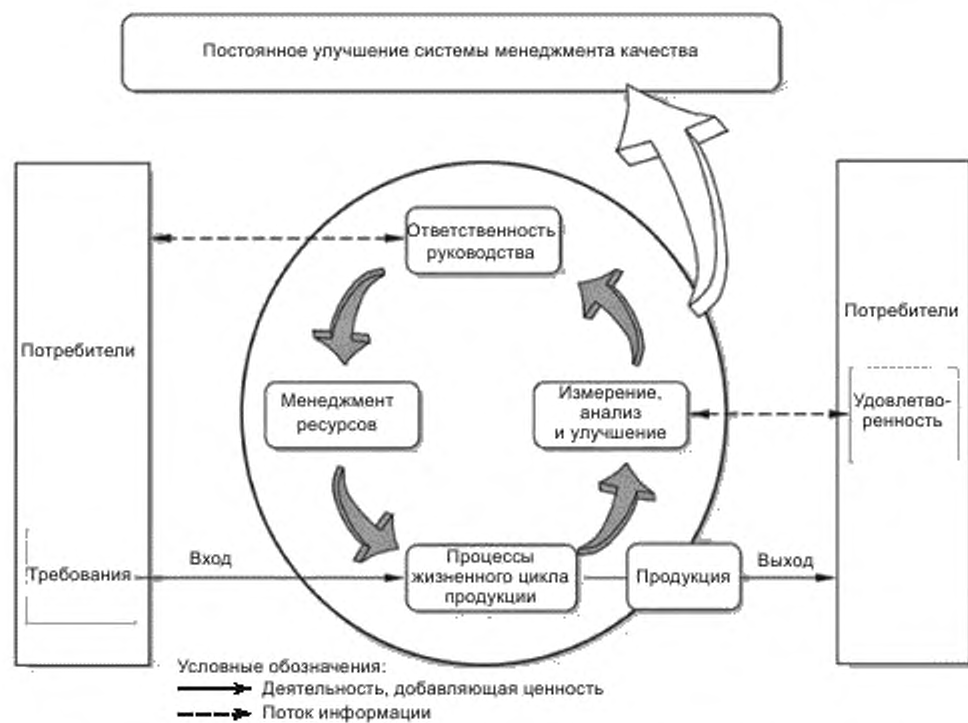 Постоянное улучшение системы менеджмента качества
Ответственность
руководства
Потребители
Потребители
Менеджмент
ресурсов
Измерение,
анализ
и улучшение
Удовлетво-
ренность
Требования
Вход
Процессы
жизненного цикла
продукции
Продукция
Выход
Условные обозначения:
Деятельность, добавляющая ценность
Поток информации